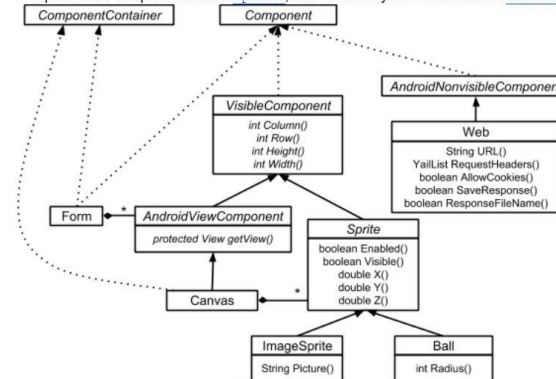 ComponentContainer
Component
AndroidNonvisibleComponen
VisibleComponent
int Column()
int Row()
int Height()
int Width()
Web
String URL()
YailList RequestHeaders()
boolean AllowCookies()
boolean SaveResponse()
boolean ResponseFileName()
Form
*
AndroidViewComponent
protected View getView()
Sprite
boolean Enabled()
boolean Visible()
double X()
double Y()
double Z()
Canvas
*
ImageSprite
String Picture()
Ball
int Radius()